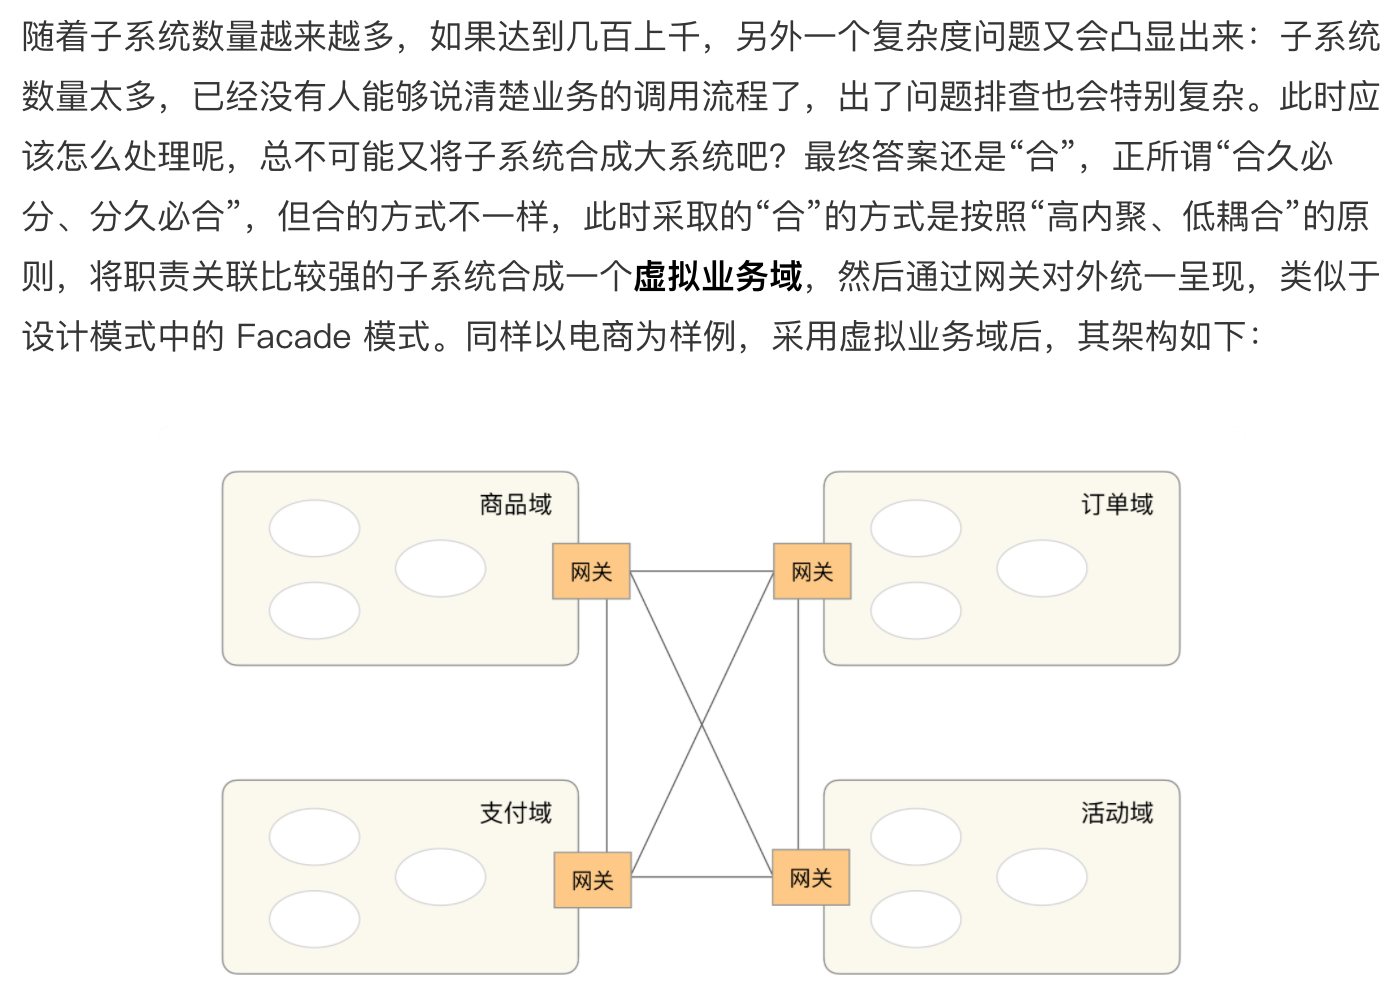 随着子系统数量越来越多，如果达到几百上千，另外一个复杂度问题又会凸显出来：子系统
数量太多，已经没有人能够说清楚业务的调用流程了，出了问题排查也会特别复杂。此时应
该怎么处理呢，总不可能又将子系统合成大系统吧？最终答案还是“合”，正所谓“合久必
分、分久必合”，但合的方式不一样，此时采取的“合”的方式是按照“高内聚、低耦合”的原
则，将职责关联比较强的子系统合成一个虚拟业务域，然后通过网关对外统一呈现，类似于
设计模式中的 Facade 模式。同样以电商为样例，采用虚拟业务域后，其架构如下：
商品域
订单域
网关
网关
支付域
活动域
网关
网关